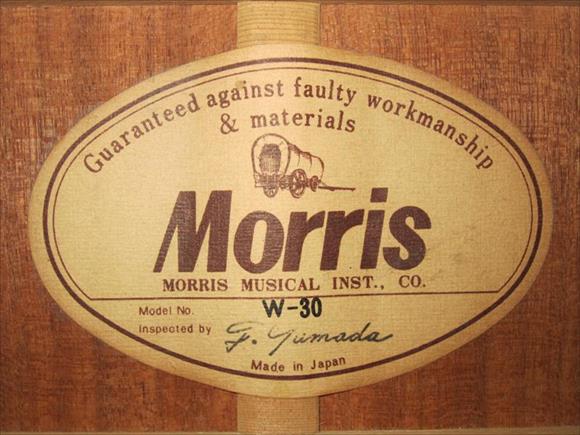 Guaranteed against faulty workmanship
& materials
Morris
MORRIS MUSICAL INST., CO.
Model No. W-30
Inspected by F. Yamada
Made in Japan